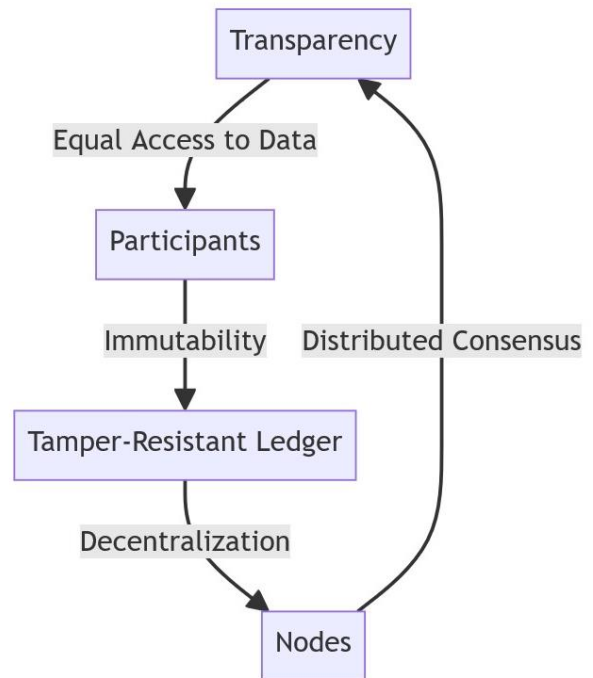 Transparency
Equal Access to Data
Participants
Immutability
Distributed Consensus
Tamper-Resistant Ledger
Decentralization
Nodes